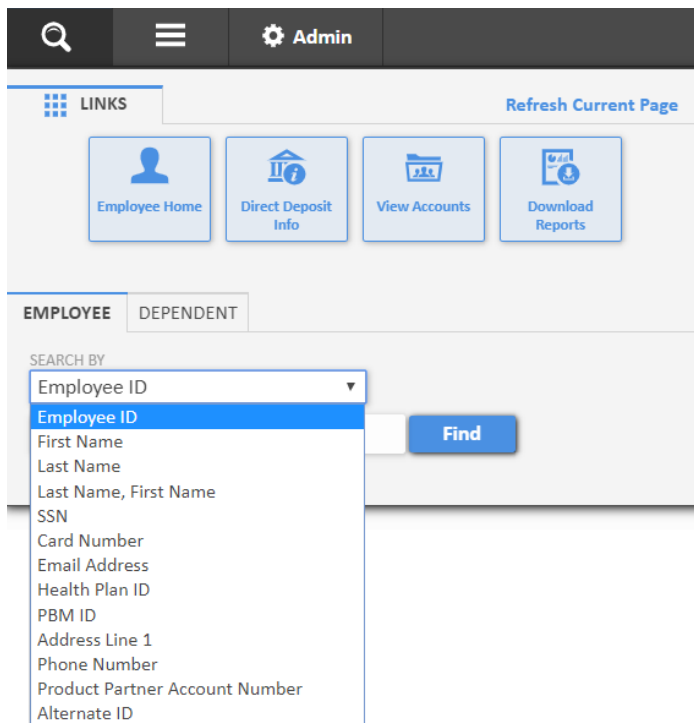 Admin
LINKS
Refresh Current Page
Employee Home
Direct Deposit
Info
View Accounts
Download
Reports
EMPLOYEE
DEPENDENT
SEARCH BY
Employee ID
Employee ID
First Name
Find
Last Name
Last Name, First Name
SSN
Card Number
Email Address
Health Plan ID
PBM ID
Address Line 1
Phone Number
Product Partner Account Number
Alternate ID